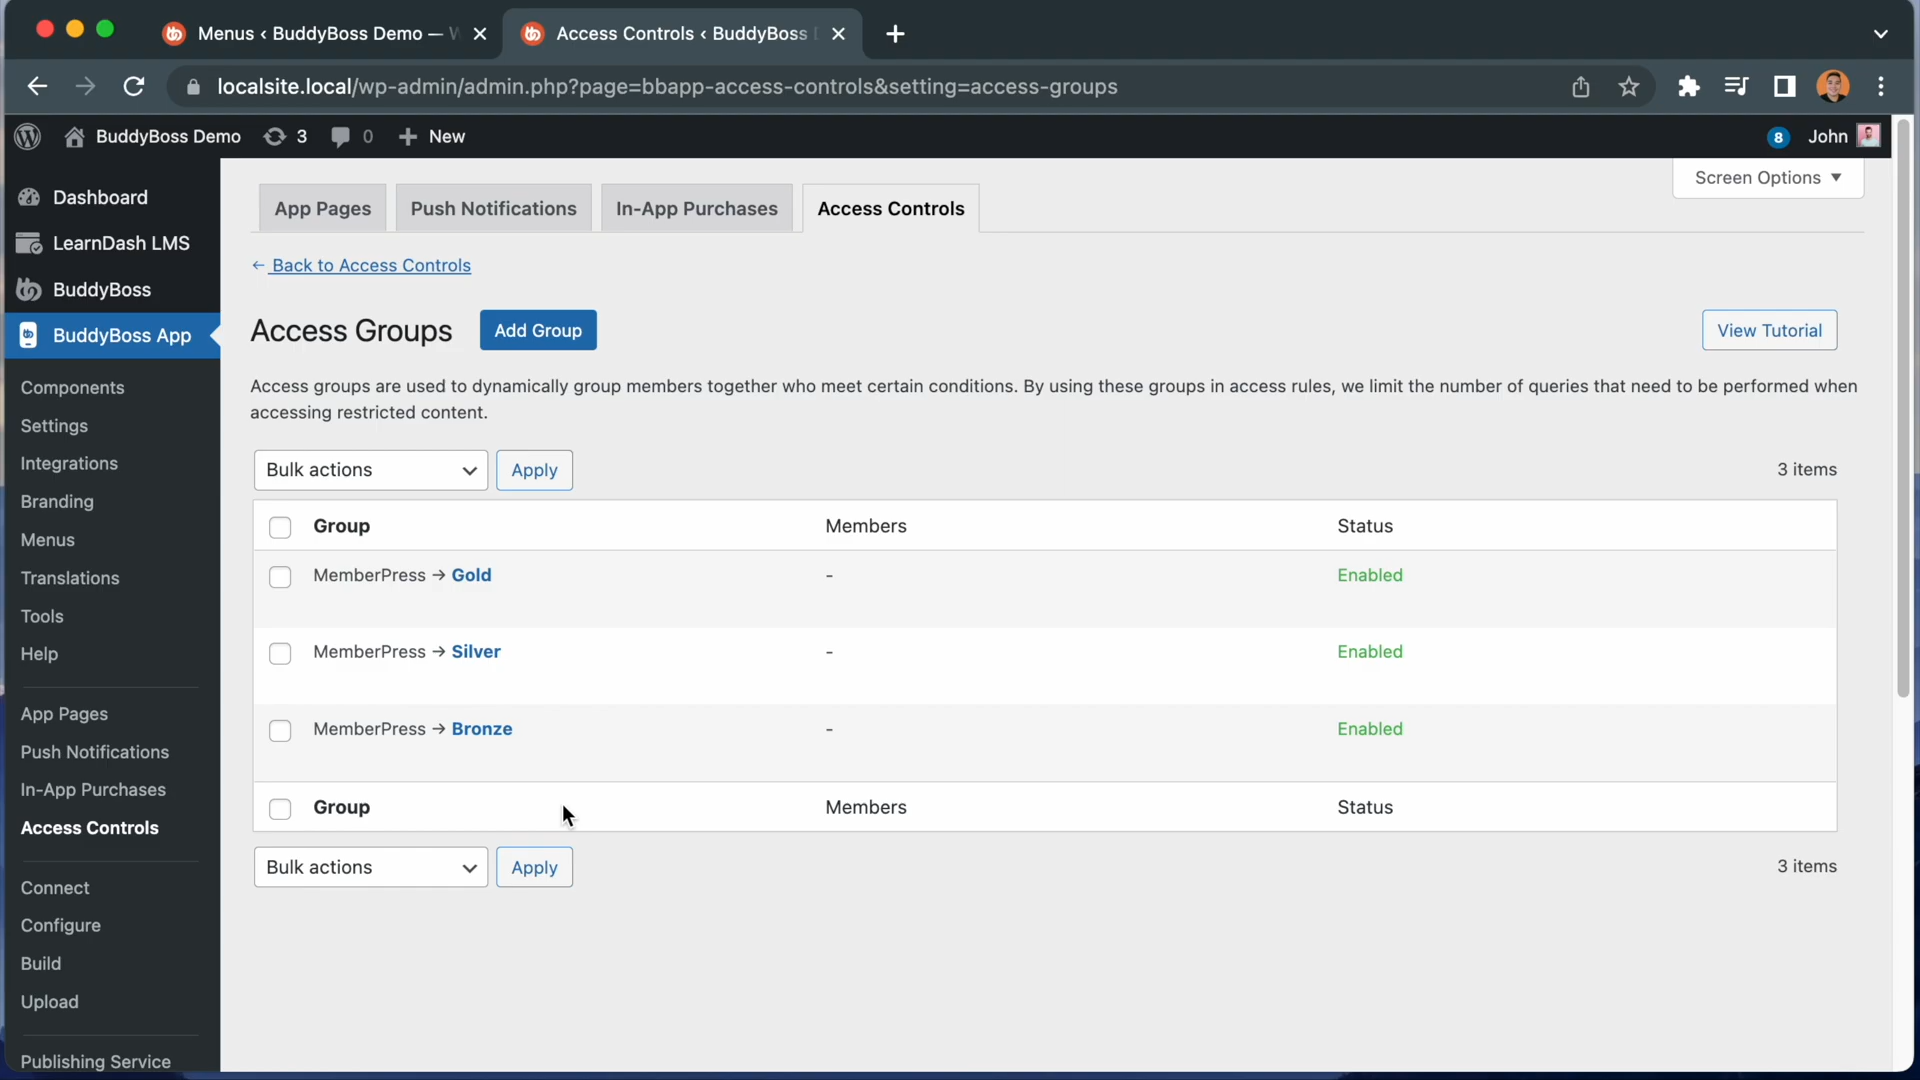 Menus ‹ BuddyBoss Demo —
Access Controls ‹ BuddyBoss
localsite.local/wp-admin/admin.php?page=bbapp-access-controls&setting=access-groups
BuddyBoss Demo
3
0
New
8
John
Dashboard
LearnDash LMS
BuddyBoss
BuddyBoss App
Components
Settings
Integrations
Branding
Menus
Translations
Tools
Help
App Pages
Push Notifications
In-App Purchases
Access Controls
Connect
Configure
Build
Upload
Publishing Service
Screen Options ▼
App Pages
Push Notifications
In-App Purchases
Access Controls
← Back to Access Controls
Access Groups
Add Group
View Tutorial
Access groups are used to dynamically group members together who meet certain conditions. By using these groups in access rules, we limit the number of queries that need to be performed when
accessing restricted content.
Bulk actions
Apply
3 items
Group Members Status
MemberPress → Gold - Enabled
MemberPress → Silver - Enabled
MemberPress → Bronze - Enabled
Group Members Status
Bulk actions
Apply
3 items